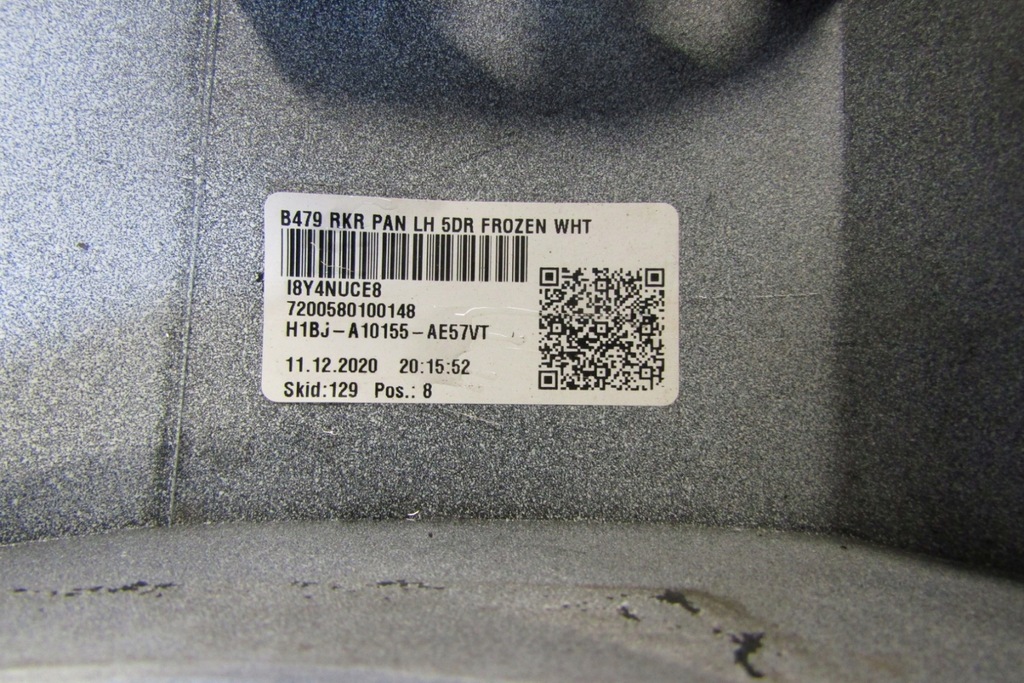 B479 RKR PAN LH 5DR FROZEN WHT
I8Y4NUCE8
7200580100148
H1BJ-A10155-AE57VT
11.12.2020 20:15:52
Skid:129 Pos.: 8